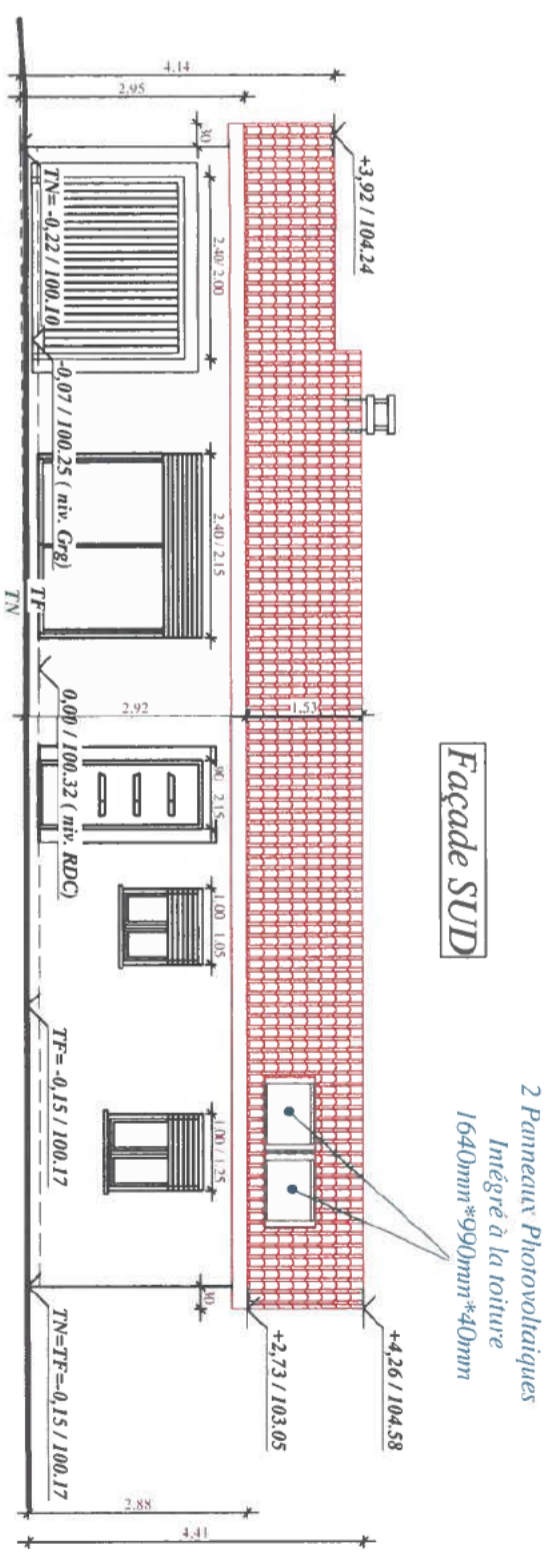 Façade SUD
2 Panneaux Photovoltaiques
Intégré à la toiture
1640mm*990mm*40mm
+3,92 / 104.24
+4,26 / 104.58
+2,73 / 103.05
4.14
2.95
30
2.40/ 2.00
2.40 / 2.15
2.92
1.53
90 2.15
1.00 1.05
1.00 / 1.25
30
2.88
4.41
TN= -0,22 / 100.10
-0,07 / 100.25 ( niv. Grg)
TF
TN
0,00 / 100.32 ( niv. RDC)
TF= -0,15 / 100.17
TN=TF=-0,15 / 100.17